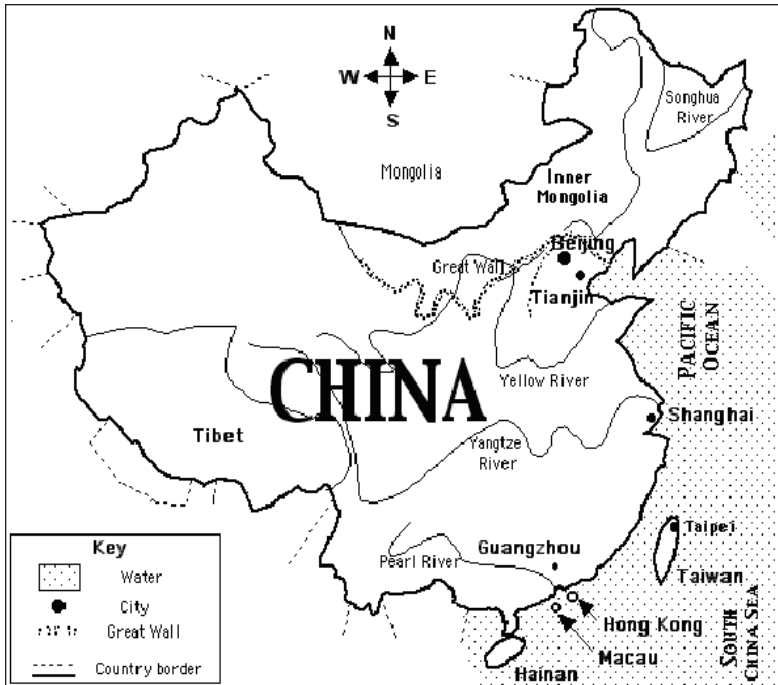 N
W E
S
Songhua
River
Mongolia
Inner
Mongolia
Beijing
Great Wall
Tianjin
PACIFIC
OCEAN
CHINA
Yellow River
Shanghai
Tibet
Yangtze
River
Taipei
Guangzhou
Pearl River
Taiwan
Hong Kong
Macau
Hainan
SOUTH
CHINA SEA
Key
Water
City
Great Wall
Country border